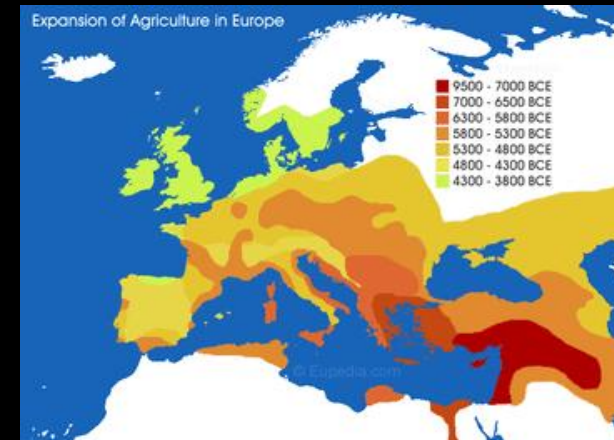 Expansion of Agriculture in Europe
9500 - 7000 BCE
7000 - 6500 BCE
6300 - 5800 BCE
5800 - 5300 BCE
5300 - 4800 BCE
4800 - 4300 BCE
4300 - 3800 BCE
© Eupedia.com